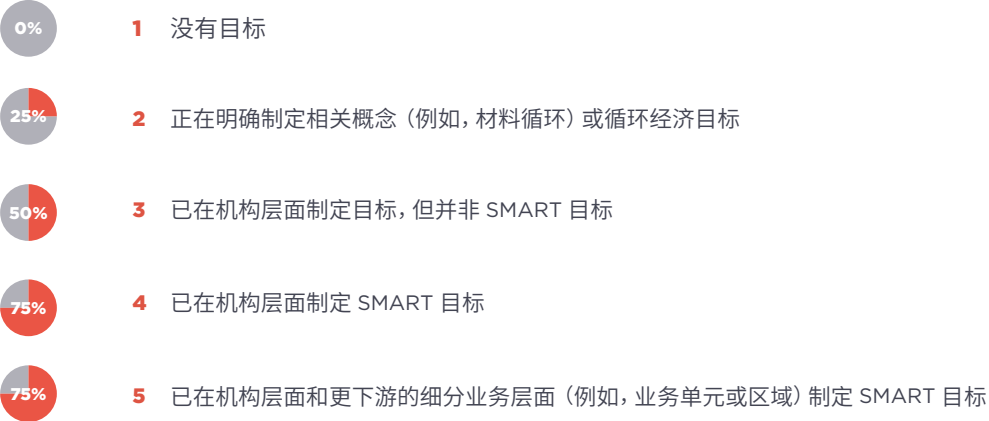 0% 1 没有目标
25% 2 正在明确制定相关概念（例如，材料循环）或循环经济目标
50% 3 已在机构层面制定目标，但并非 SMART 目标
75% 4 已在机构层面制定 SMART 目标
75% 5 已在机构层面和更下游的细分业务层面（例如，业务单元或区域）制定 SMART 目标